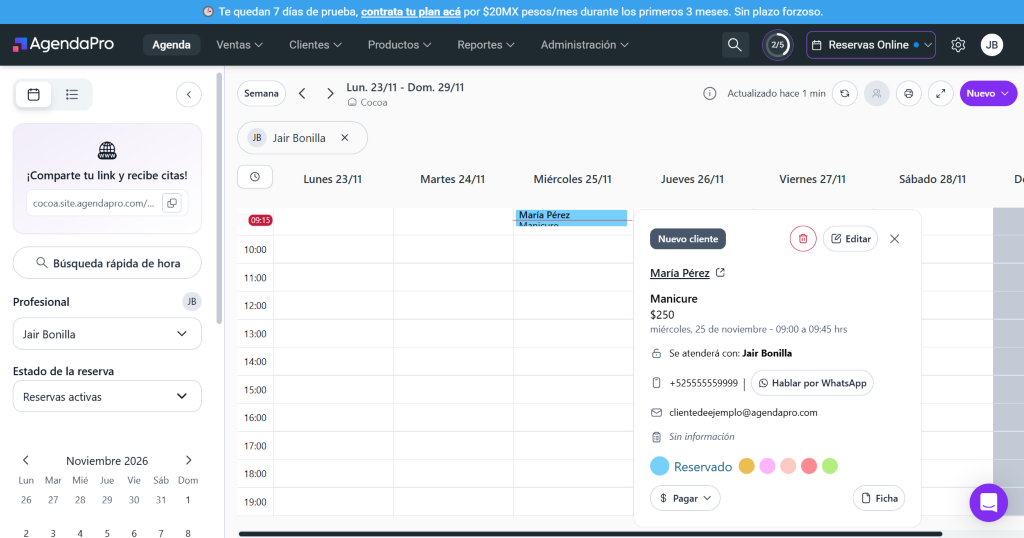 Te quedan 7 días de prueba, contrata tu plan acá por $20MX pesos/mes durante los primeros 3 meses. Sin plazo forzoso.
AgendaPro
Agenda
Ventas
Clientes
Productos
Reportes
Administración
2/5
Reservas Online
JB
¡Comparte tu link y recibe citas!
cocoa.site.agendapro.com/...
Búsqueda rápida de hora
Profesional
JB
Jair Bonilla
Estado de la reserva
Reservas activas
Noviembre 2026
Lun Mar Mié Jue Vie Sáb Dom
26 27 28 29 30 31 1
2 3 4 5 6 7 8
Semana
Lun. 23/11 - Dom. 29/11
Cocoa
Actualizado hace 1 min
Nuevo
JB Jair Bonilla
Lunes 23/11
Martes 24/11
Miércoles 25/11
Jueves 26/11
Viernes 27/11
Sábado 28/11
09:15
10:00
11:00
12:00
13:00
14:00
15:00
16:00
17:00
18:00
19:00
María Pérez
Manicure
Nuevo cliente
Editar
María Pérez
Manicure
$250
miércoles, 25 de noviembre - 09:00 a 09:45 hrs
Se atenderá con: Jair Bonilla
+525555559999 | Hablar por WhatsApp
clientedeejemplo@agendapro.com
Sin información
Reservado
$ Pagar
Ficha